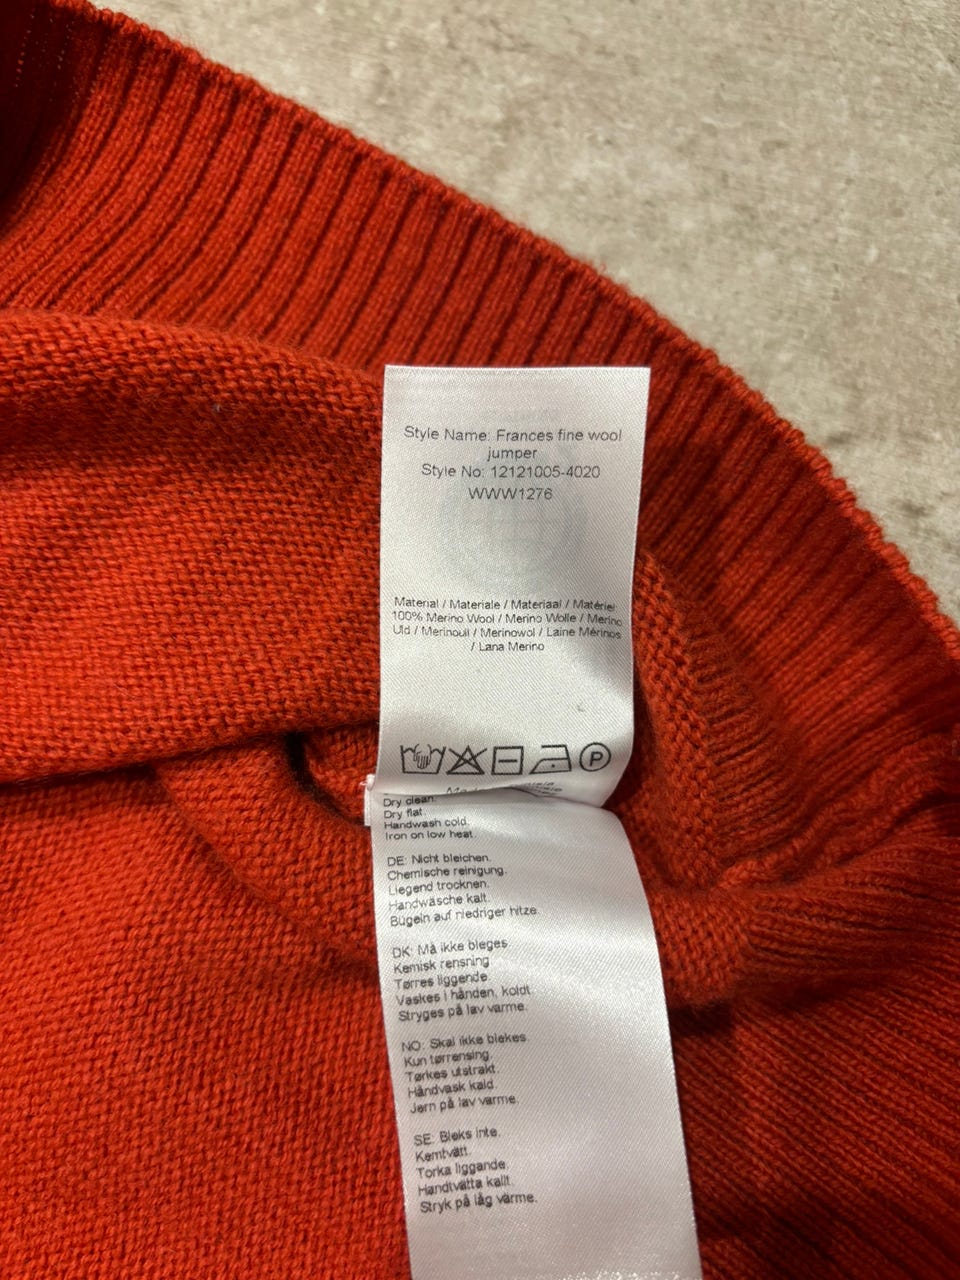 Style Name: Frances fine wool
jumper
Style No: 12121005-4020
WWW1276
Material / Materiale / Materiaal / Matériel
100% Merino Wool / Merino Wolle / Merino
Uld / Merinoull / Merinowol / Laine Mérinos
/ Lana Merino
P
Dry clean.
Dry flat.
Handwash cold.
Iron on low heat.
DE: Nicht bleichen.
Chemische reinigung.
Liegend trocknen.
Handwäsche kalt.
Bügeln auf niedriger hitze.
DK: Må ikke bleges
Kemisk rensning
Tørres liggende.
Vaskes i hånden, koldt.
Stryges på lav varme.
NO: Skal ikke blekes.
Kun tørrensing.
Tørkes utstrakt.
Håndvask kald.
Jern på lav varme.
SE: Bleks inte.
Kemtvätt.
Torka liggande.
Handtvätta kallt.
Stryk på låg värme.